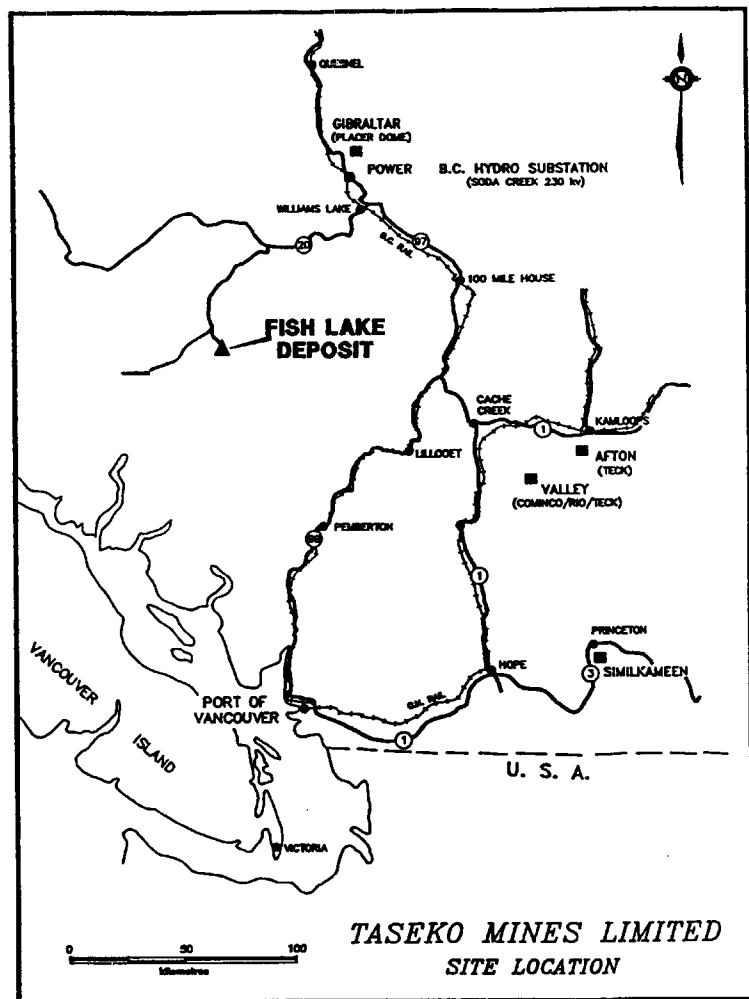 QUESNEL
N
GIBRALTAR
(PLACER DOME)
POWER
B.C. HYDRO SUBSTATION
(SODA CREEK 230 kv)
WILLIAMS LAKE
20
97
B.C. RAIL
100 MILE HOUSE
FISH LAKE
DEPOSIT
CACHE
CREEK
1
KAMLOOPS
LILLOOET
AFTON
(TECK)
VALLEY
(COMINCO/RIO/TECK)
PEMBERTON
99
1
PRINCETON
VANCOUVER
HOPE
3
SIMILKAMEEN
PORT OF
VANCOUVER
RAIL
ISLAND
1
U. S. A.
VICTORIA
0 50 100
kilometres
TASEKO MINES LIMITED
SITE LOCATION